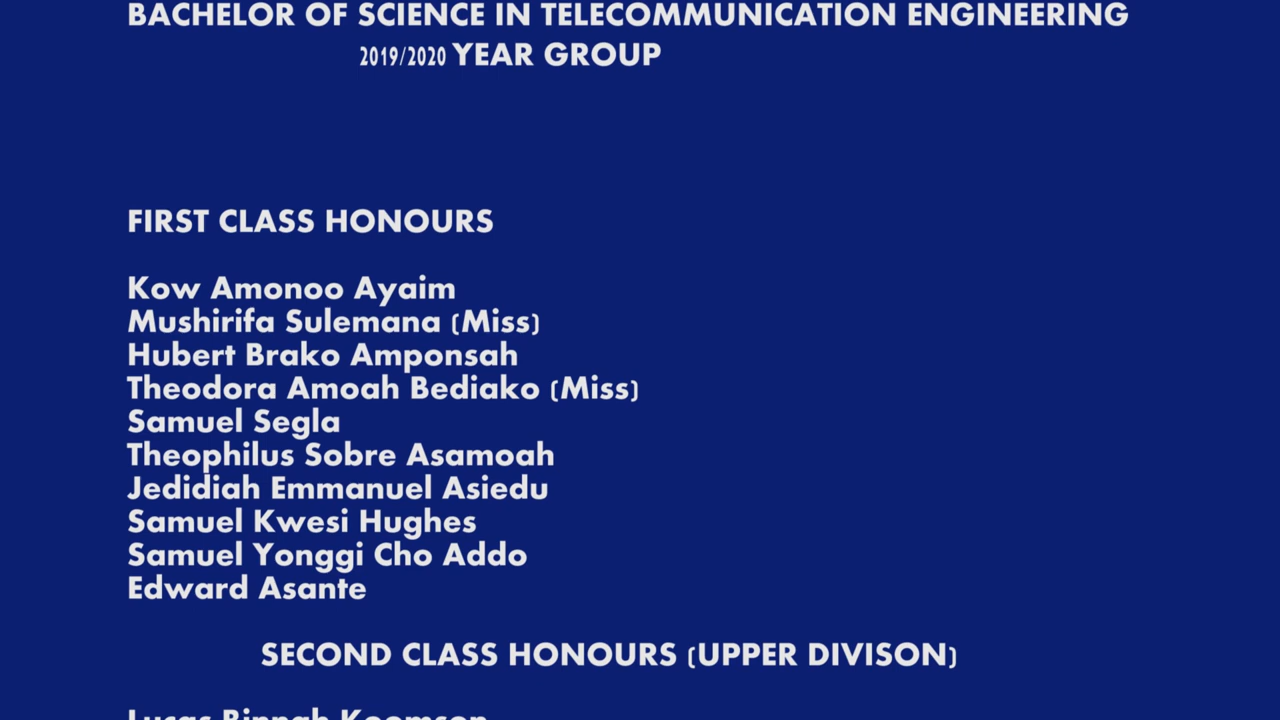 BACHELOR OF SCIENCE IN TELECOMMUNICATION ENGINEERING
2019/2020 YEAR GROUP
FIRST CLASS HONOURS
Kow Amonoo Ayaim
Mushirifa Sulemana (Miss)
Hubert Brako Amponsah
Theodora Amoah Bediako (Miss)
Samuel Segla
Theophilus Sobre Asamoah
Jedidiah Emmanuel Asiedu
Samuel Kwesi Hughes
Samuel Yonggi Cho Addo
Edward Asante
SECOND CLASS HONOURS (UPPER DIVISON)
Lucas